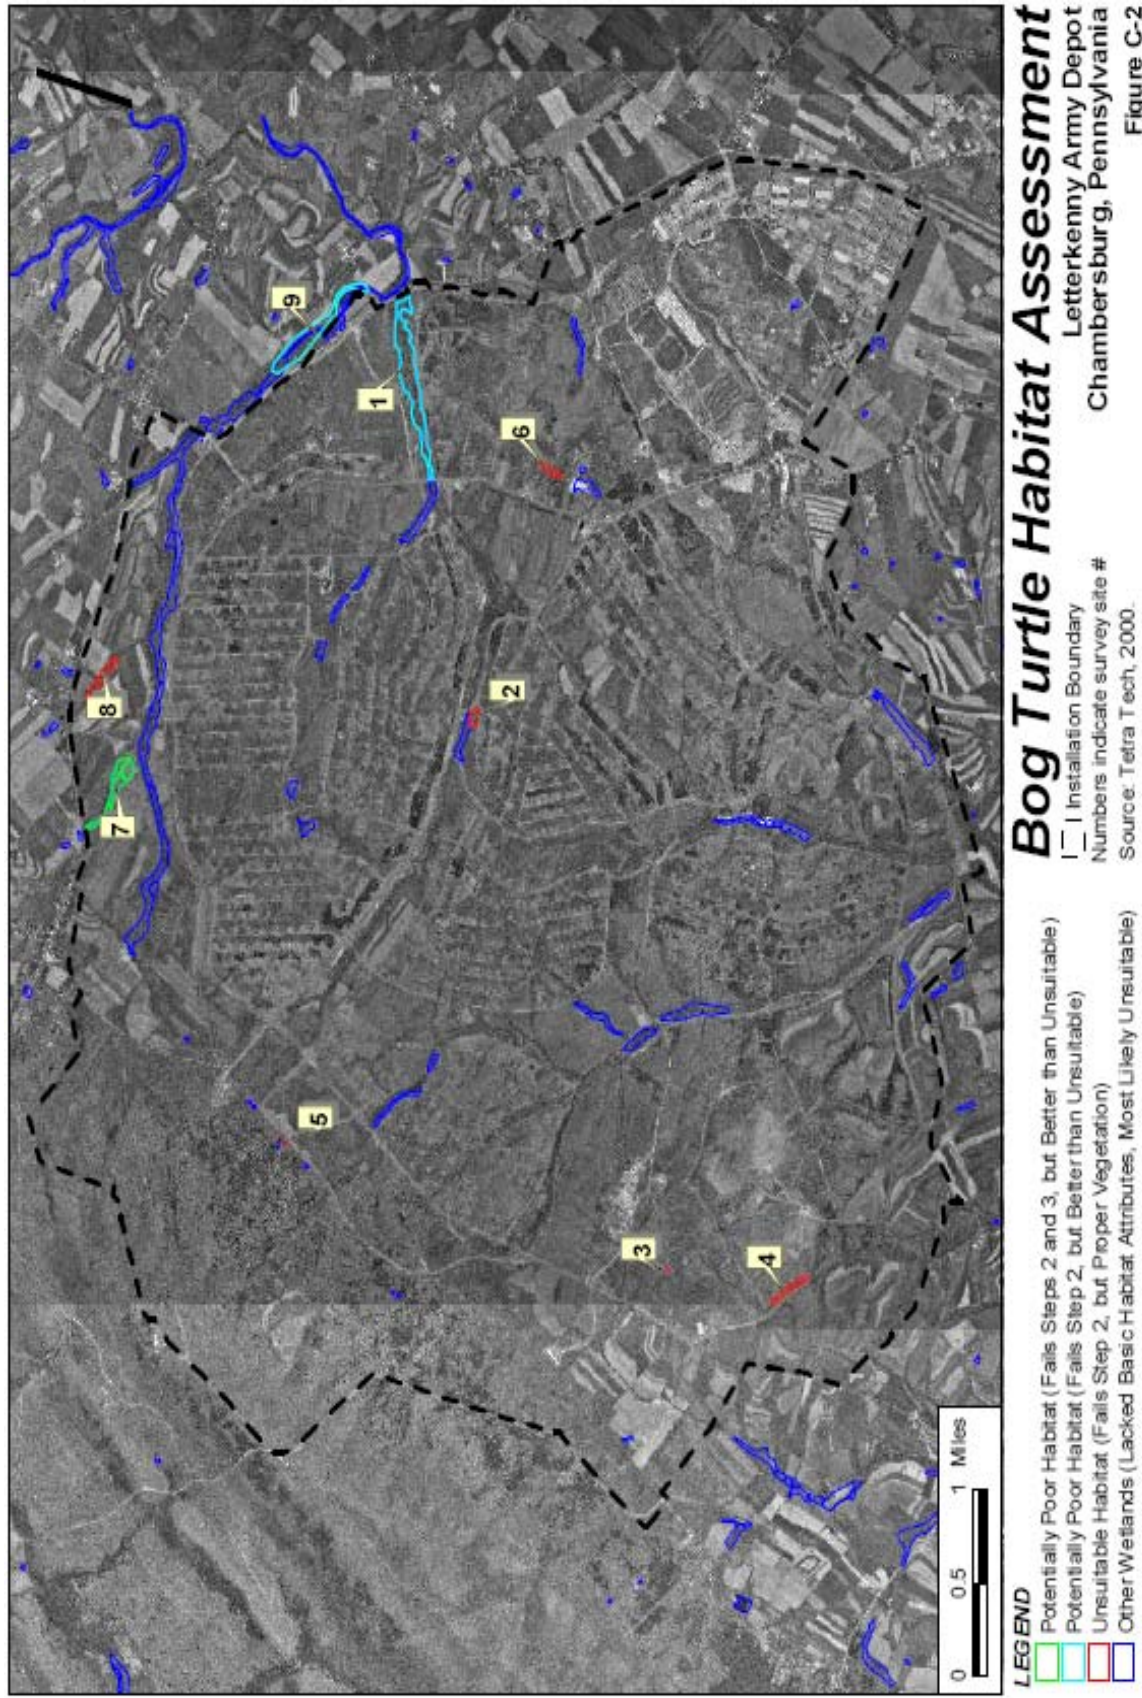 Bog Turtle Habitat Assessment
Letterkenny Army Depot
Chambersburg, Pennsylvania
Figure C-2
Installation Boundary
Numbers indicate survey site #
Source: Tetra Tech, 2000.
LEGEND
Potentially Poor Habitat (Fails Steps 2 and 3, but Better than Unsuitable)
Potentially Poor Habitat (Fails Step 2, but Better than Unsuitable)
Unsuitable Habitat (Fails Step 2, but Proper Vegetation)
Other Wetlands (Lacked Basic Habitat Attributes, Most Likely Unsuitable)
0 0.5 1 Miles
7
8
9
1
5
2
6
3
4